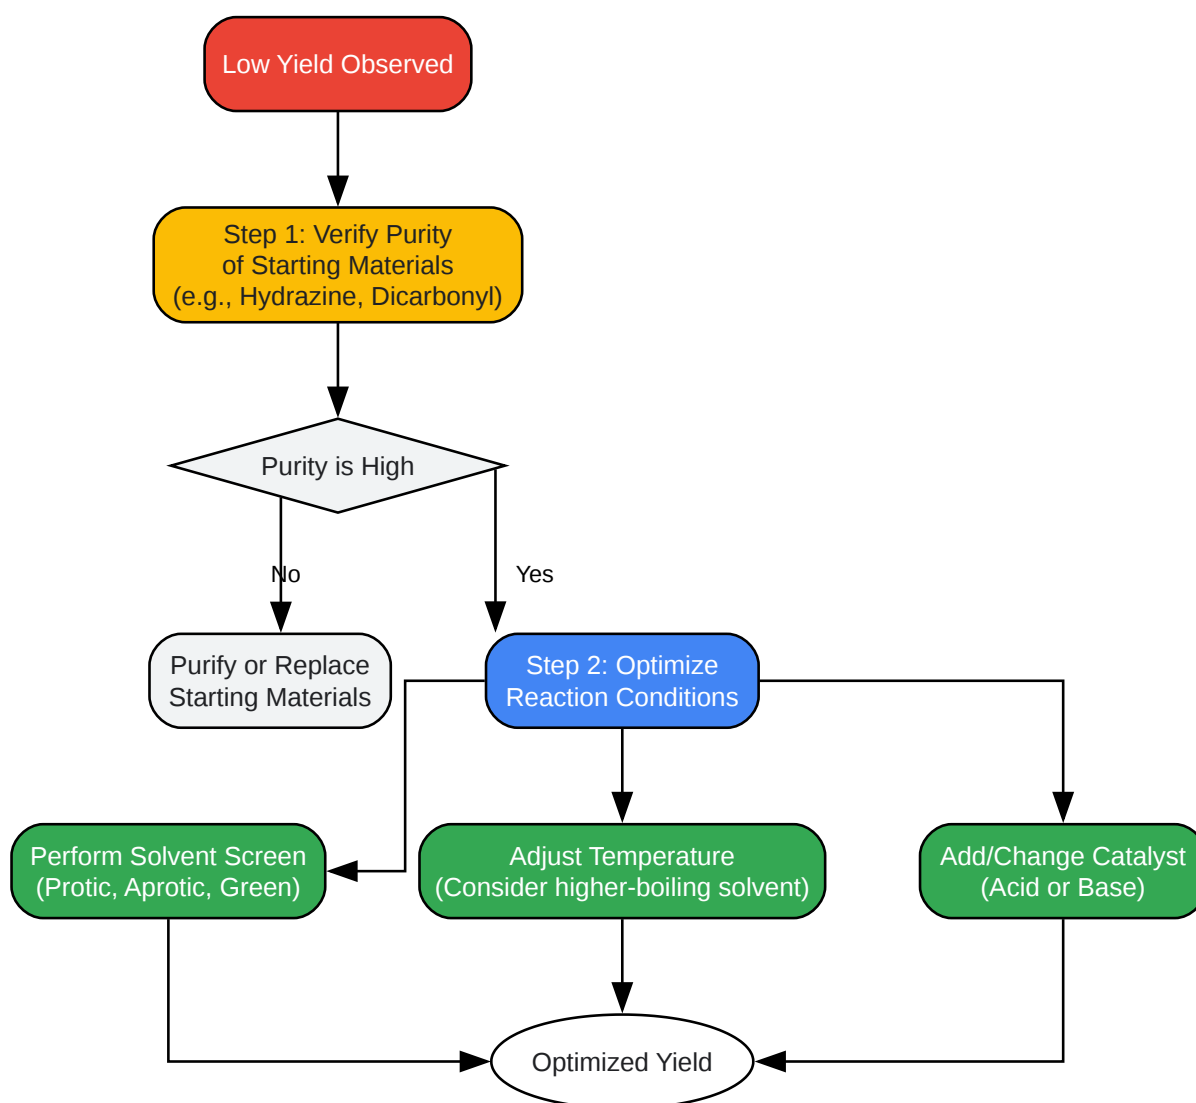 Low Yield Observed
Step 1: Verify Purity
of Starting Materials
(e.g., Hydrazine, Dicarbonyl)
Purity is High
No
Yes
Purify or Replace
Starting Materials
Step 2: Optimize
Reaction Conditions
Perform Solvent Screen
(Protic, Aprotic, Green)
Adjust Temperature
(Consider higher-boiling solvent)
Add/Change Catalyst
(Acid or Base)
Optimized Yield